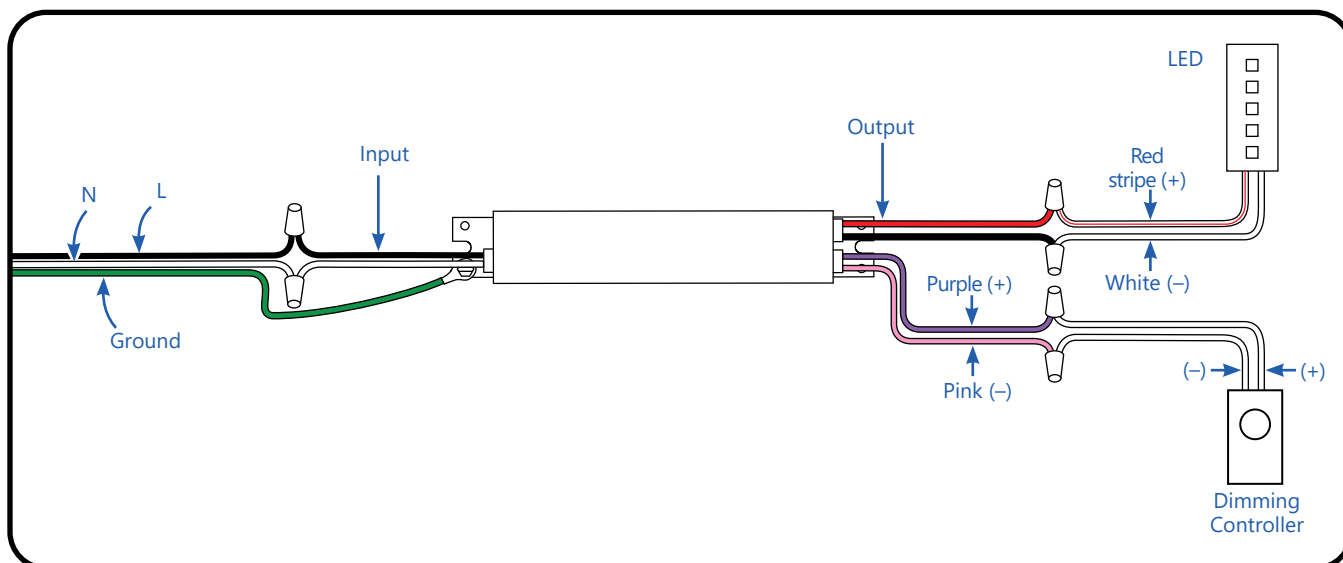 LED
Output
Input
Red
stripe (+)
N
L
White (–)
Purple (+)
Ground
Pink (–)
(–)
(+)
Dimming
Controller